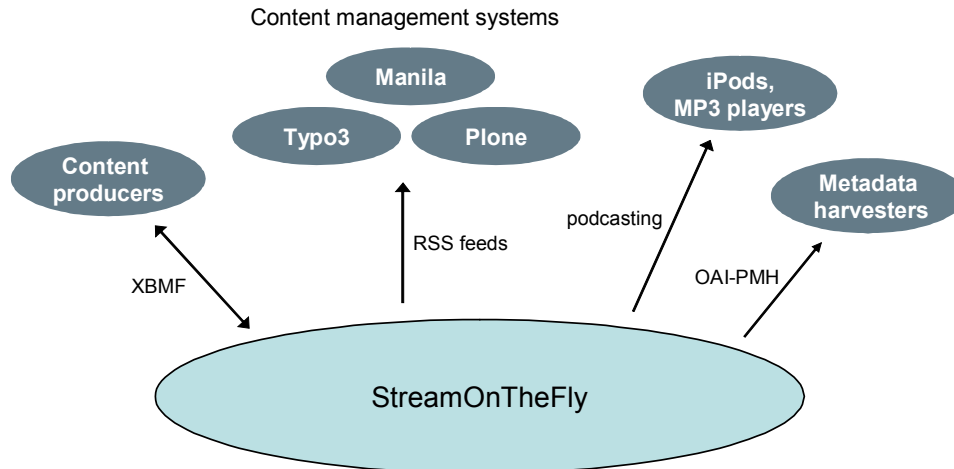 Content management systems
Manila
iPods,
MP3 players
Typo3
Plone
Content
producers
Metadata
harvesters
podcasting
RSS feeds
XBMF
OAI-PMH
StreamOnTheFly